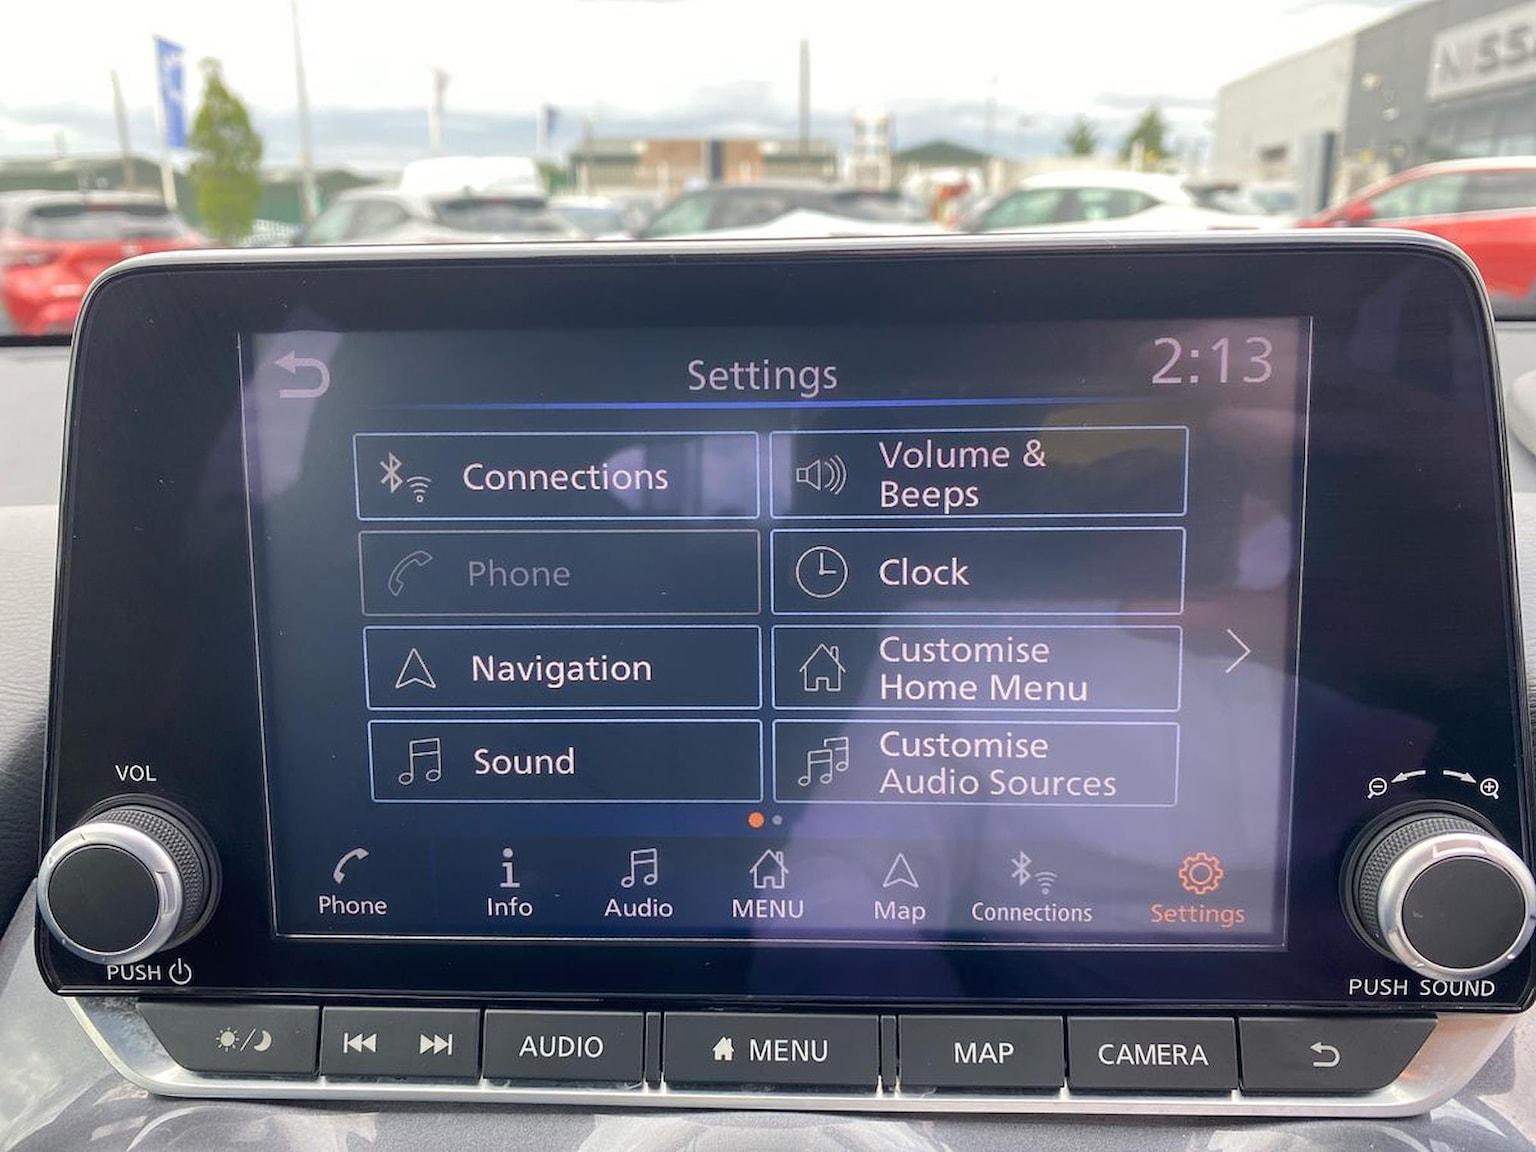 Settings
2:13
Connections
Volume &
Beeps
Phone
Clock
Navigation
Customise
Home Menu
Sound
Customise
Audio Sources
Phone
Info
Audio
MENU
Map
Connections
Settings
VOL
PUSH
PUSH SOUND
AUDIO
MENU
MAP
CAMERA